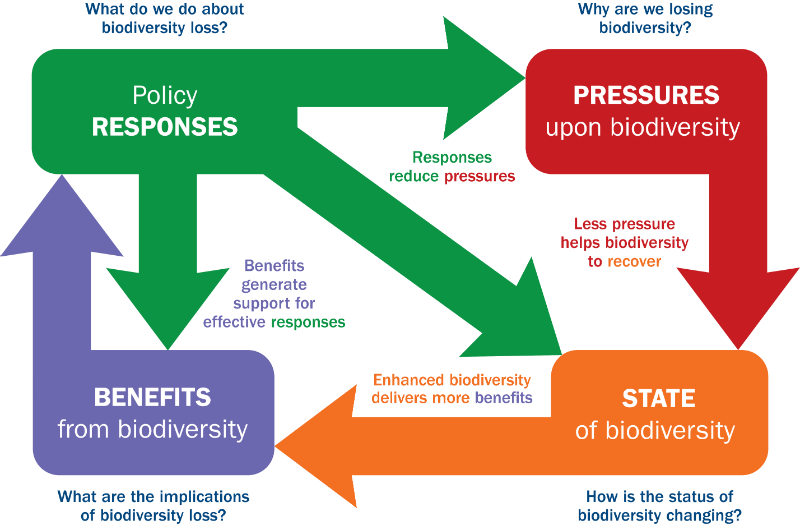 What do we do about
biodiversity loss?
Why are we losing
biodiversity?
Policy
RESPONSES
PRESSURES
upon biodiversity
Responses
reduce pressures
Less pressure
helps biodiversity
to recover
Benefits
generate
support for
effective responses
Enhanced biodiversity
delivers more benefits
BENEFITS
from biodiversity
STATE
of biodiversity
What are the implications
of biodiversity loss?
How is the status of
biodiversity changing?